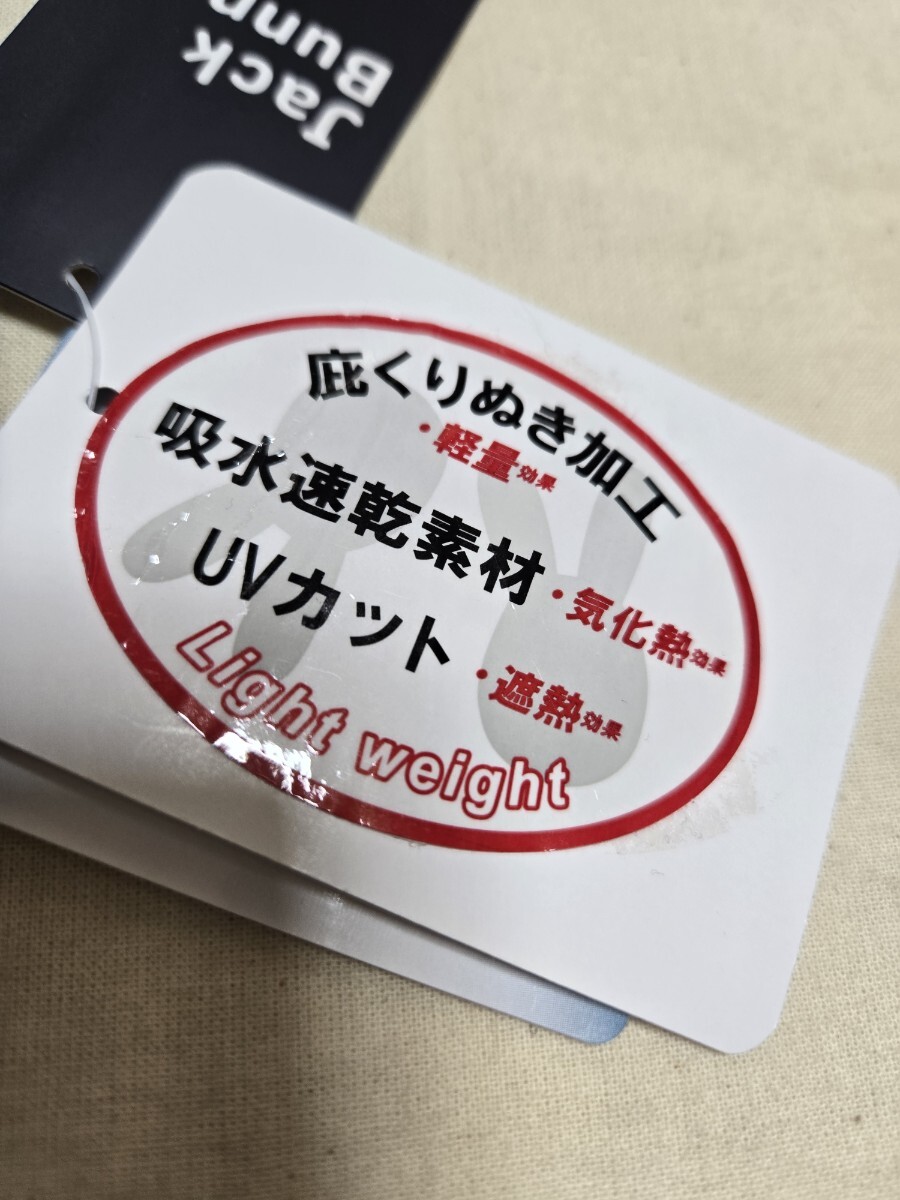 Jack
Bunn
庇くりぬき加工
・軽量効果
吸水速乾素材
・気化熱効果
UVカット
・遮熱効果
Light weight